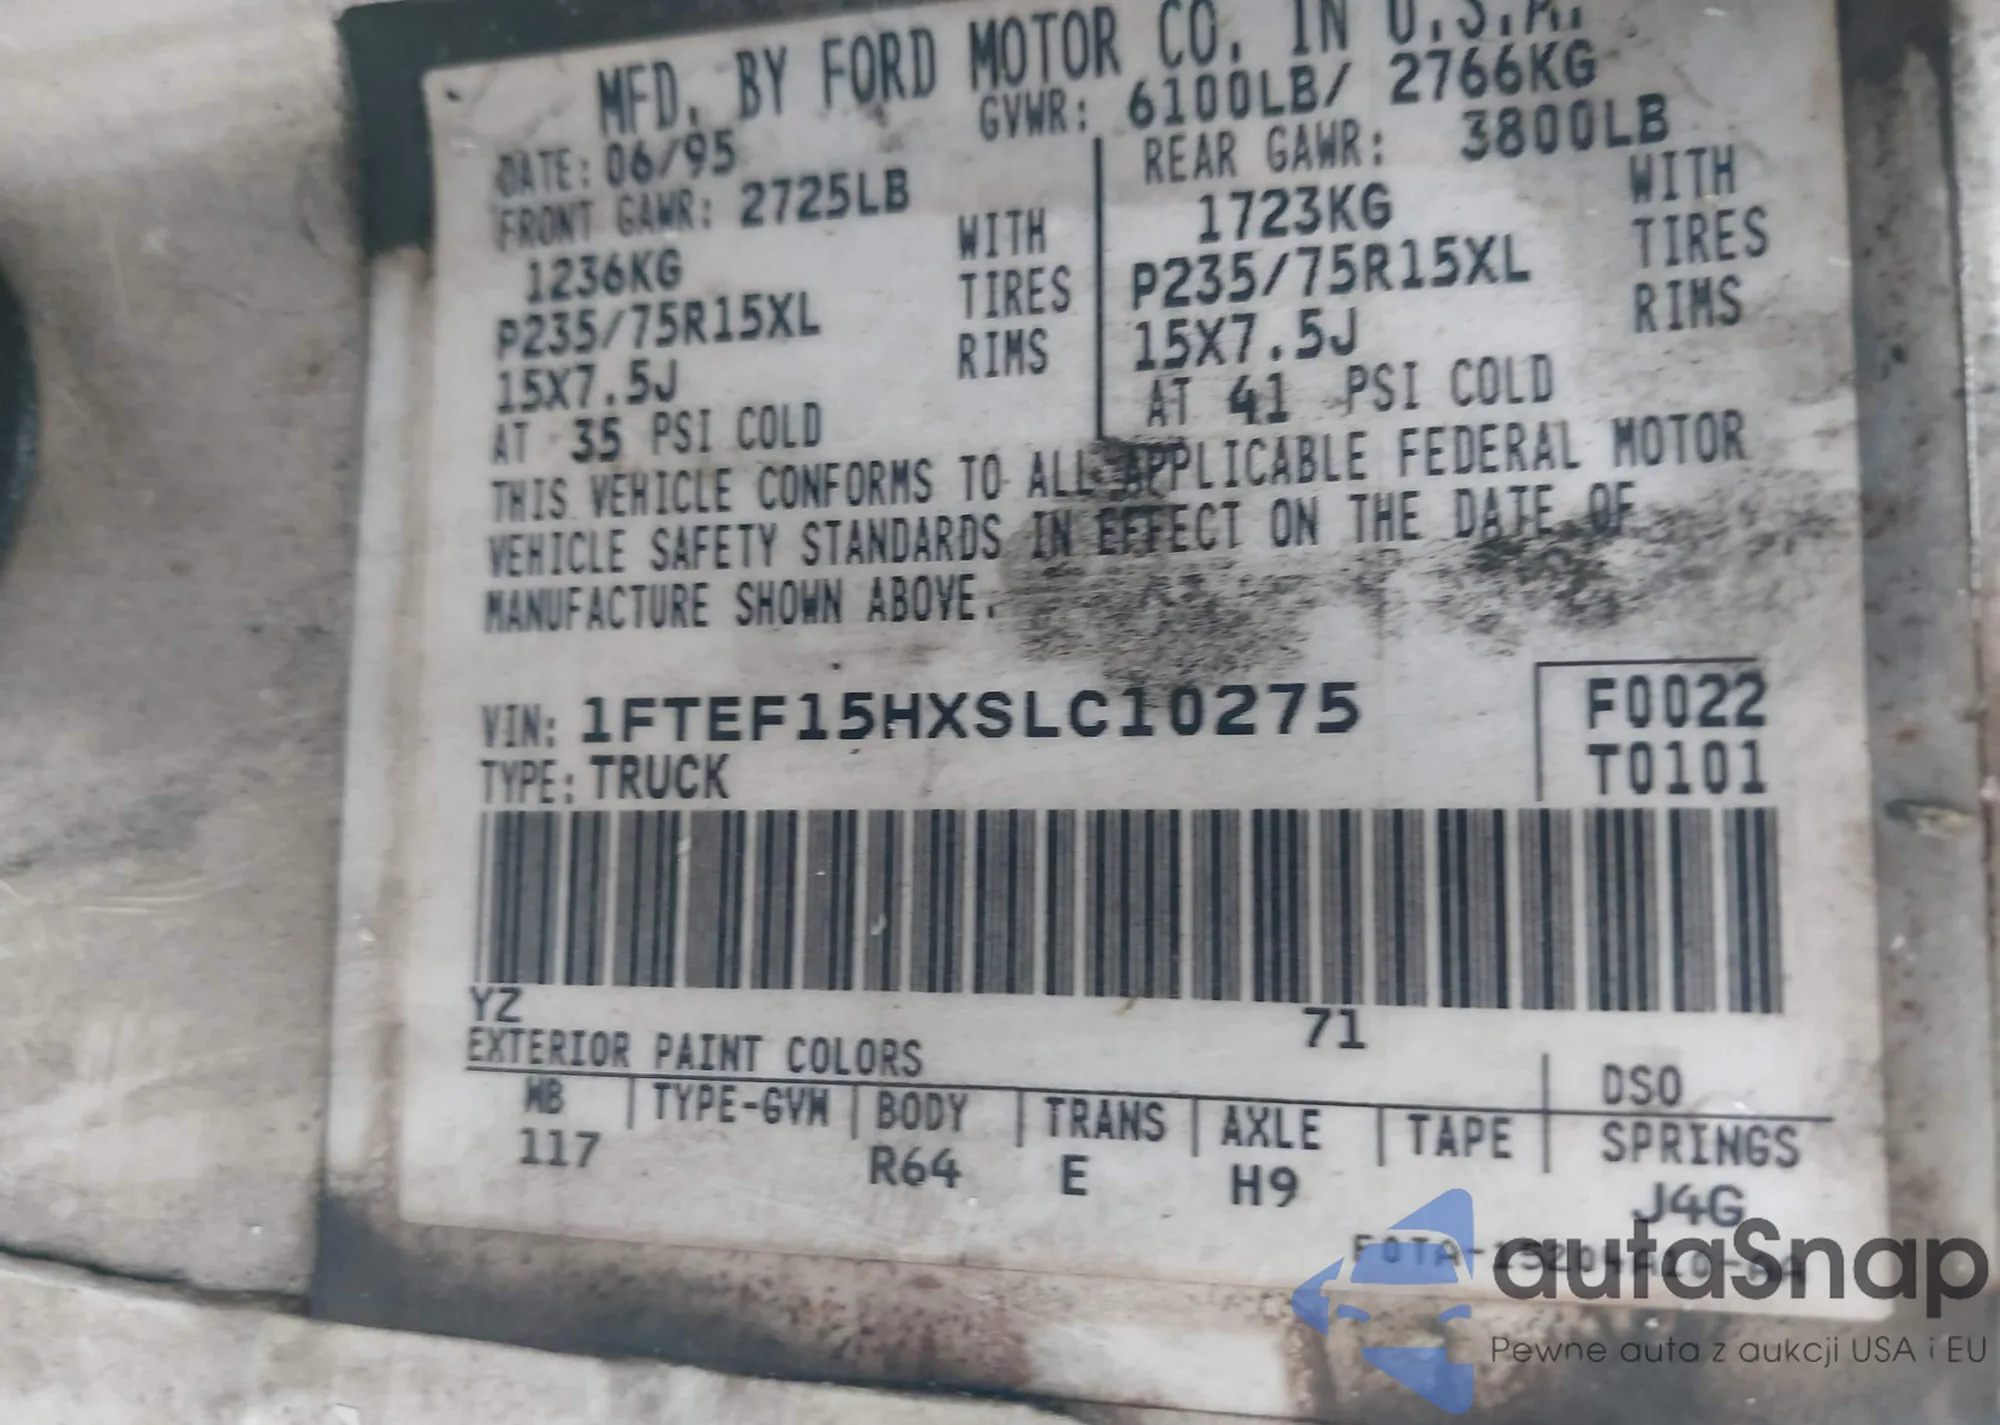 MFD. BY FORD MOTOR CO. IN U.S.A.
DATE: 06/95 GVWR: 6100LB/ 2766KG
FRONT GAWR: 2725LB REAR GAWR: 3800LB
1236KG WITH 1723KG WITH
P235/75R15XL TIRES P235/75R15XL TIRES
15X7.5J RIMS 15X7.5J RIMS
AT 35 PSI COLD AT 41 PSI COLD
THIS VEHICLE CONFORMS TO ALL APPLICABLE FEDERAL MOTOR
VEHICLE SAFETY STANDARDS IN EFFECT ON THE DATE OF
MANUFACTURE SHOWN ABOVE.
VIN: 1FTEF15HXSLC10275 F0022
TYPE: TRUCK T0101
YZ 71
EXTERIOR PAINT COLORS DSO
WB TYPE-GVW BODY TRANS AXLE TAPE SPRINGS
117 R64 E H9 J4G
autaSnap
Pewne auta z aukcji USA i EU